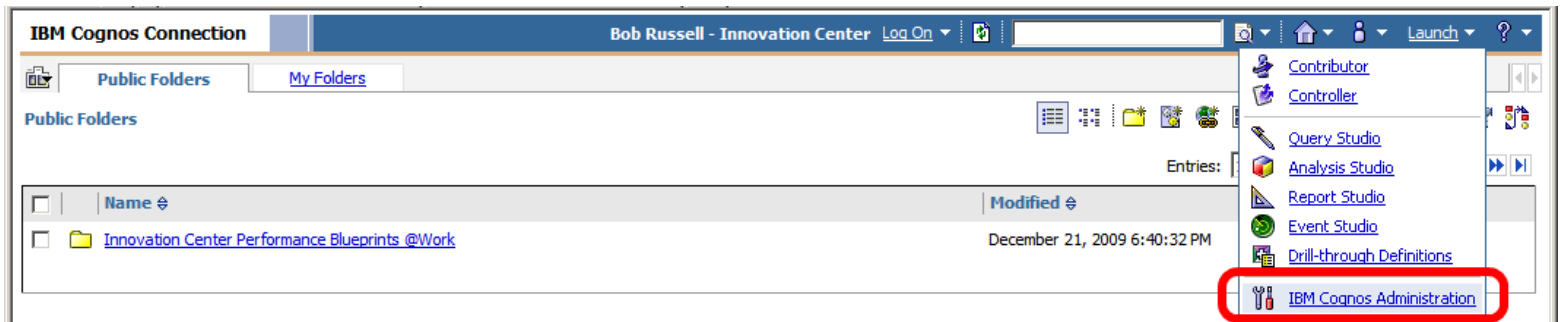 IBM Cognos Connection
Bob Russell - Innovation Center Log On Launch ?
Public Folders My Folders
Contributor
Controller
Public Folders
Query Studio
Entries:
Analysis Studio
Name Modified
Report Studio
Event Studio
Innovation Center Performance Blueprints @Work December 21, 2009 6:40:32 PM
Drill-through Definitions
IBM Cognos Administration